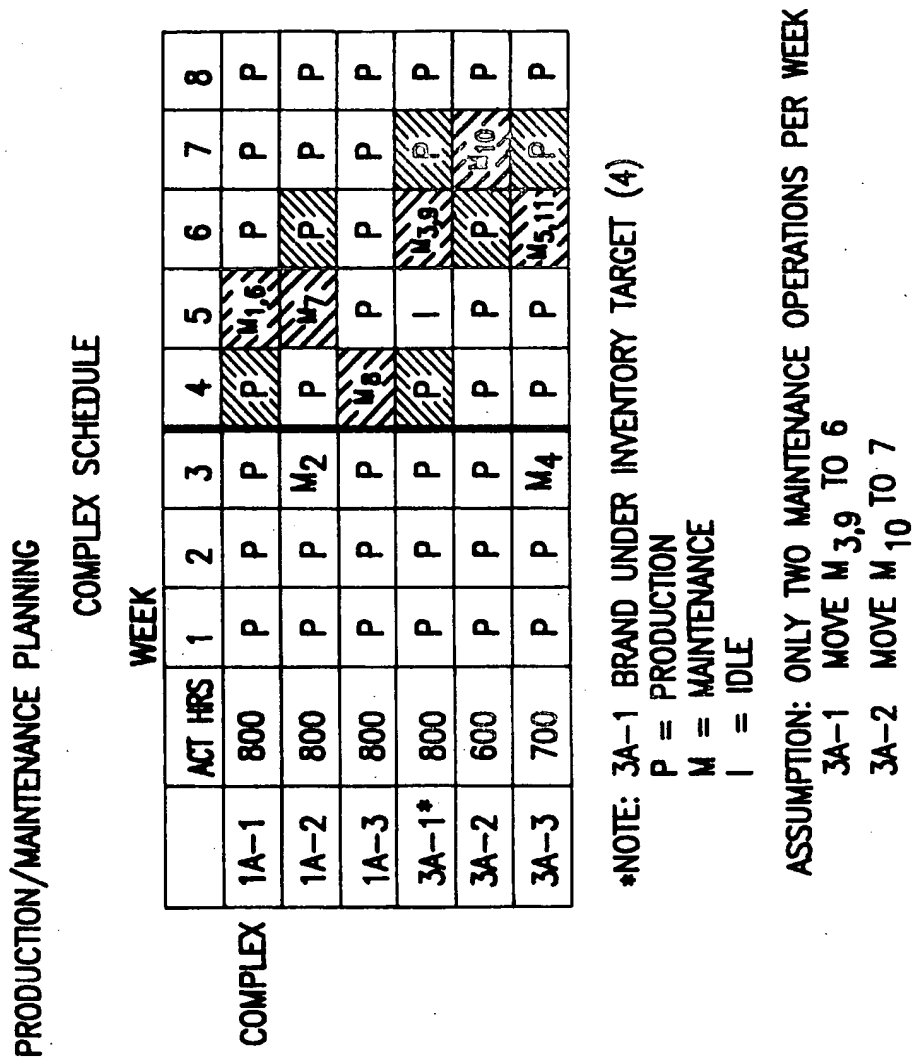 PRODUCTION/MAINTENANCE PLANNING
COMPLEX SCHEDULE
WEEK
ACT HRS 1 2 3 4 5 6 7 8
COMPLEX 1A-1 800 P P P P M1,6 P P P
1A-2 800 P P M2 P M7 P P P
1A-3 800 P P P M8 P P P P
3A-1* 800 P P P P I M3,9 P P
3A-2 600 P P P P P P M10 P
3A-3 700 P P M4 P P M5,11 P P
*NOTE: 3A-1 BRAND UNDER INVENTORY TARGET (4)
P = PRODUCTION
M = MAINTENANCE
I = IDLE
ASSUMPTION: ONLY TWO MAINTENANCE OPERATIONS PER WEEK
3A-1 MOVE M 3,9 TO 6
3A-2 MOVE M 10 TO 7